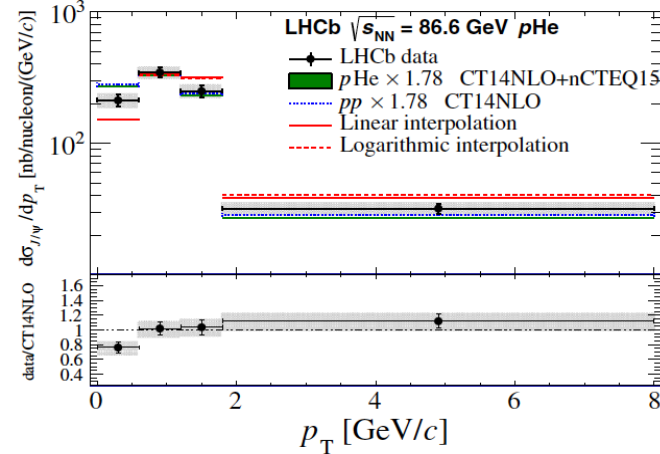 LHCb √sNN = 86.6 GeV pHe
LHCb data
pHe × 1.78 CT14NLO+nCTEQ15
pp × 1.78 CT14NLO
Linear interpolation
Logarithmic interpolation
dσJ/ψ/dpT [nb/nucleon/(GeV/c)]
10³
10²
data/CT14NLO
1.6
1.4
1.2
1
0.8
0.6
0.4
0 2 4 6 8
pT [GeV/c]